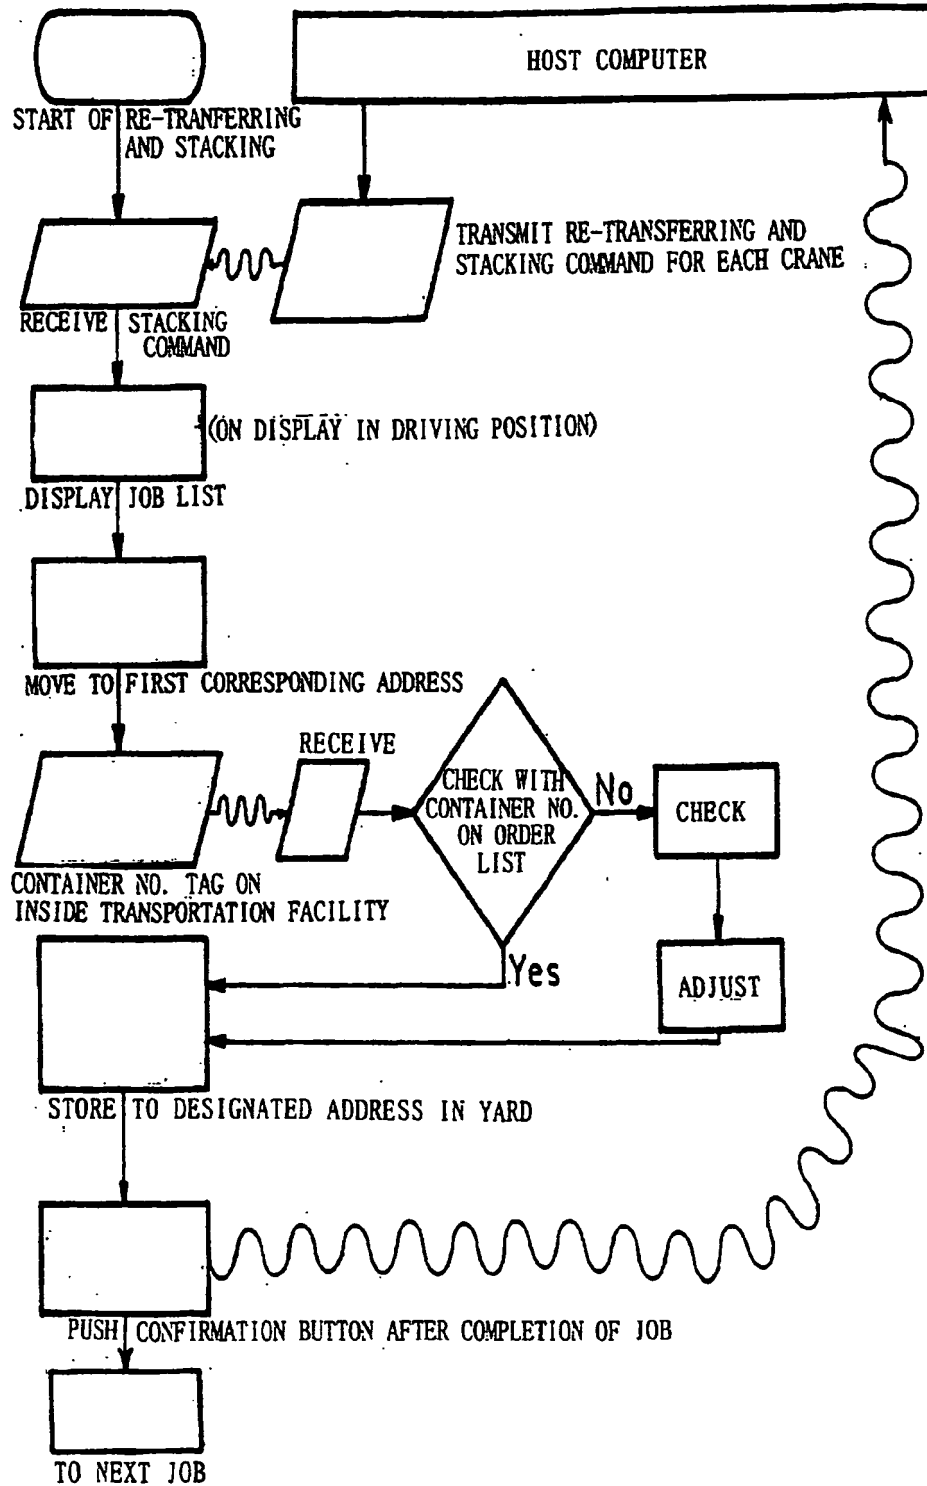 HOST COMPUTER
START OF RE-TRANFERRING
AND STACKING
TRANSMIT RE-TRANSFERRING AND
STACKING COMMAND FOR EACH CRANE
RECEIVE STACKING
COMMAND
(ON DISPLAY IN DRIVING POSITION)
DISPLAY JOB LIST
MOVE TO FIRST CORRESPONDING ADDRESS
RECEIVE
CHECK WITH
CONTAINER NO.
ON ORDER
LIST
No
CHECK
CONTAINER NO. TAG ON
INSIDE TRANSPORTATION FACILITY
Yes
ADJUST
STORE TO DESIGNATED ADDRESS IN YARD
PUSH CONFIRMATION BUTTON AFTER COMPLETION OF JOB
TO NEXT JOB